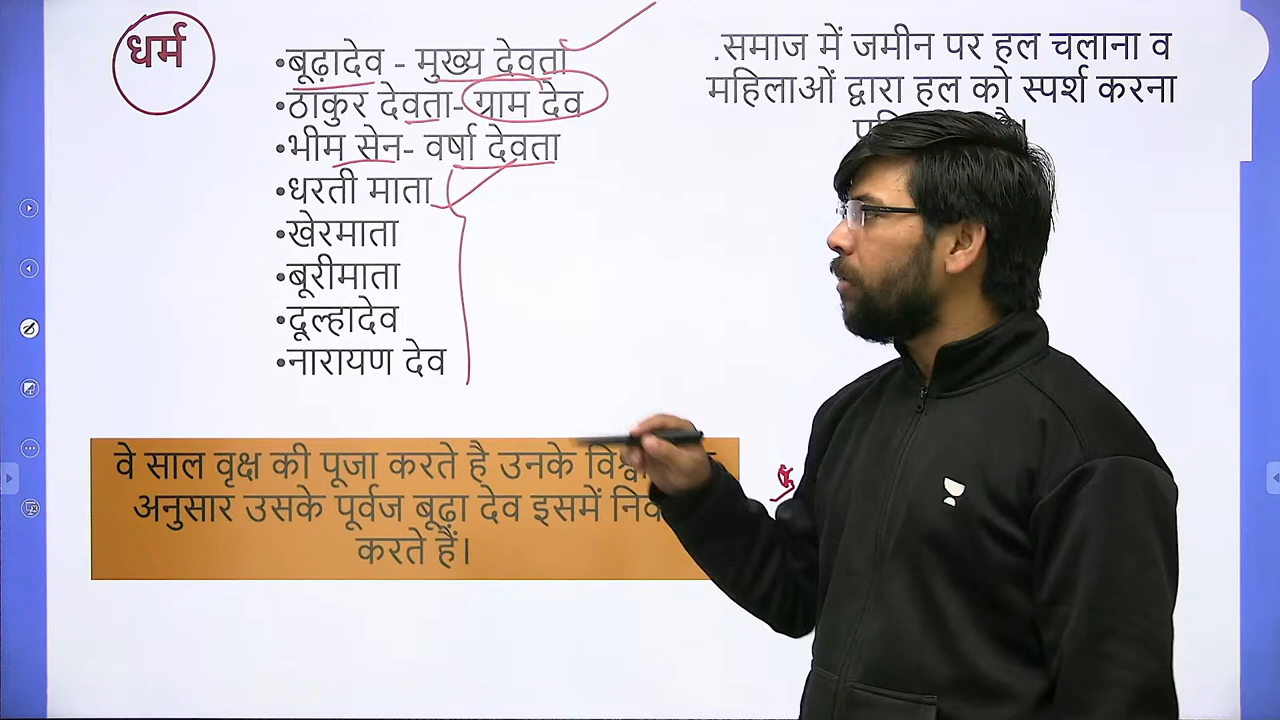 धर्म
•बूढ़ादेव - मुख्य देवर्ता
•ठाकुर देवता- ग्राम देव
•भीम सेन- वर्षा देवता
•धरती माता
•खेरमाता
•बूरीमाता
•दूल्हादेव
•नारायण देव
.समाज में जमीन पर हल चलाना व
महिलाओं द्वारा हल को स्पर्श करना
है।
वे साल वृक्ष की पूजा करते है उनके
अनुसार उसके पूर्वज बूढ़ा देव इसमें
करते हैं।